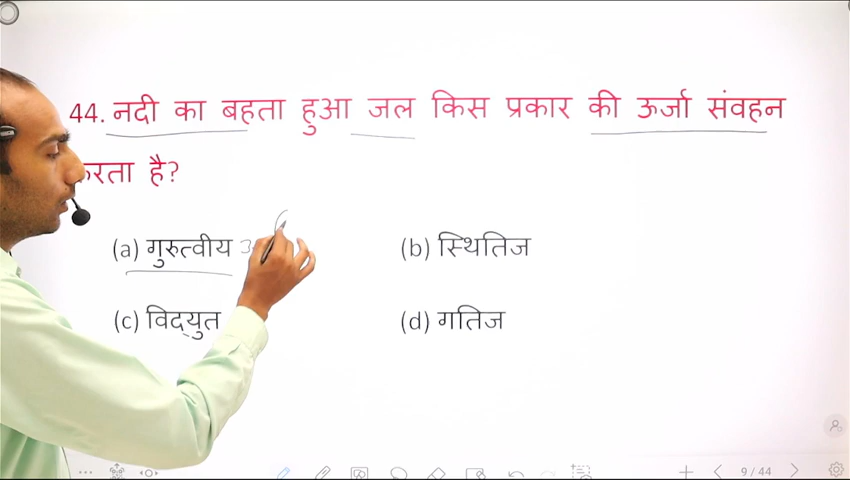 44. नदी का बहता हुआ जल किस प्रकार की ऊर्जा संवहन
करता है?
(a) गुरुत्वीय
(b) स्थितिज
(c) विद्युत
(d) गतिज
9 / 44